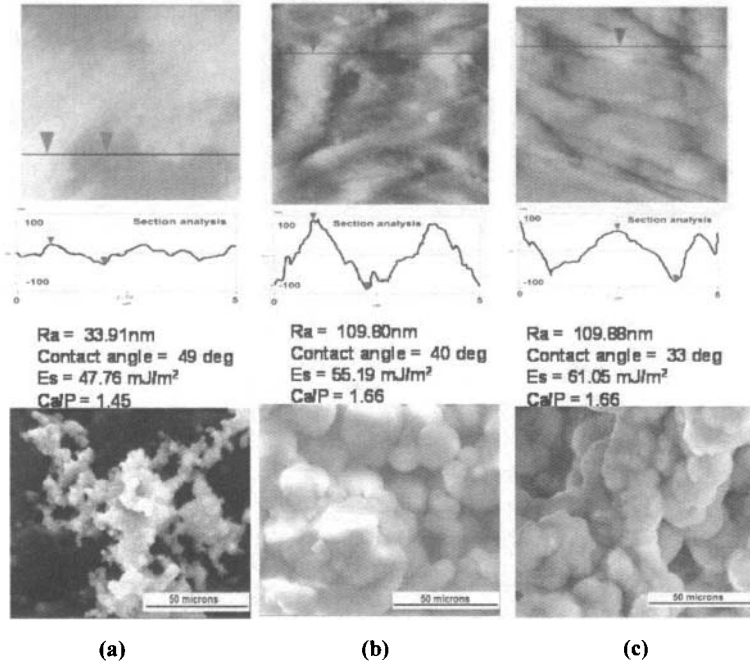 100
Section analysis
-100
0
5
Ra = 33.91nm
Contact angle = 49 deg
Es = 47.76 mJ/m²
Ca/P = 1.45
50 microns
(a)
100
Section analysis
-100
0
5
Ra = 109.80nm
Contact angle = 40 deg
Es = 55.19 mJ/m²
Ca/P = 1.66
50 microns
(b)
100
Section analysis
-100
0
5
Ra = 109.88nm
Contact angle = 33 deg
Es = 61.05 mJ/m²
Ca/P = 1.66
50 microns
(c)